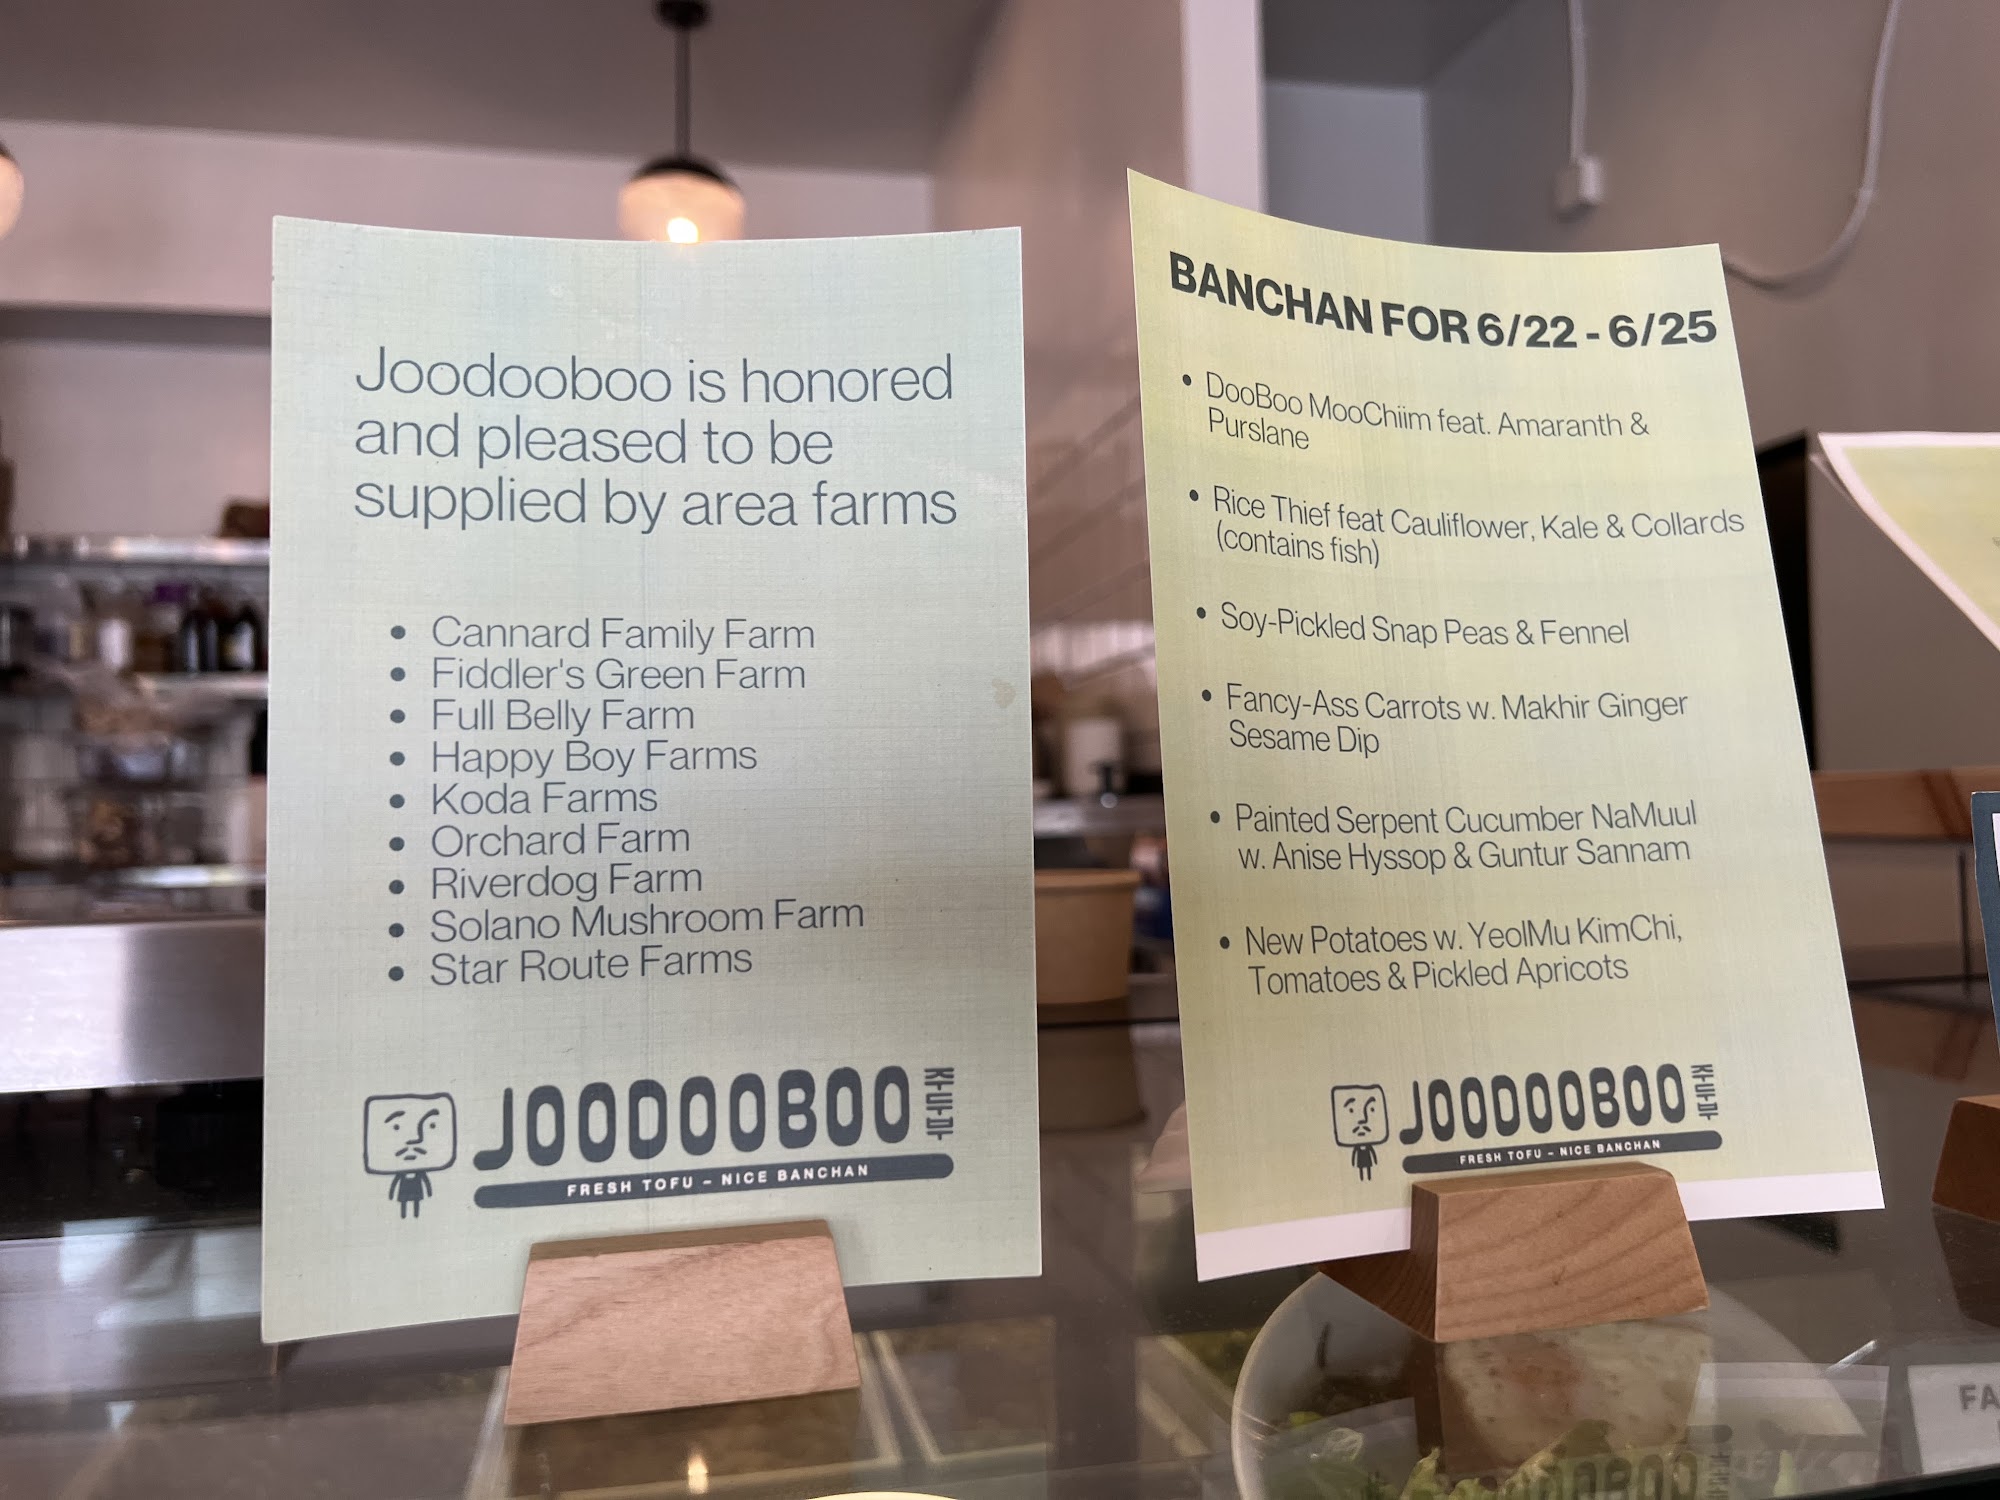 Joodooboo is honored
and pleased to be
supplied by area farms
• Cannard Family Farm
• Fiddler's Green Farm
• Full Belly Farm
• Happy Boy Farms
• Koda Farms
• Orchard Farm
• Riverdog Farm
• Solano Mushroom Farm
• Star Route Farms
JOODOOBOO 주두부
FRESH TOFU – NICE BANCHAN
BANCHAN FOR 6/22 - 6/25
• DooBoo MooChiim feat. Amaranth &
Purslane
• Rice Thief feat Cauliflower, Kale & Collards
(contains fish)
• Soy-Pickled Snap Peas & Fennel
• Fancy-Ass Carrots w. Makhir Ginger
Sesame Dip
• Painted Serpent Cucumber NaMuul
w. Anise Hyssop & Guntur Sannam
• New Potatoes w. YeolMu KimChi,
Tomatoes & Pickled Apricots
JOODOOBOO 주두부
FRESH TOFU – NICE BANCHAN
FA